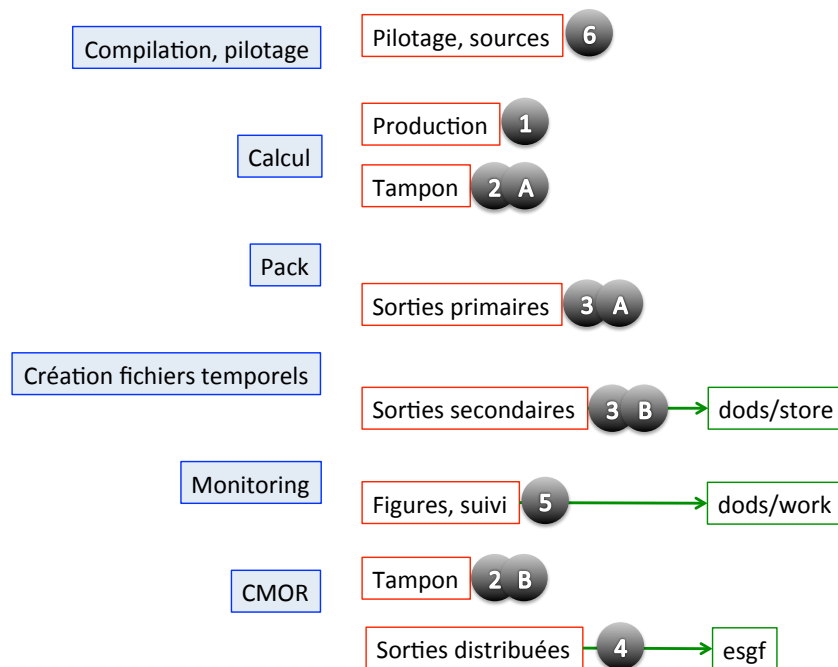 Compilation, pilotage
Pilotage, sources 6
Production 1
Calcul
Tampon 2 A
Pack
Sorties primaires 3 A
Création fichiers temporels
Sorties secondaires 3 B dods/store
Monitoring
Figures, suivi 5 dods/work
Tampon 2 B
CMOR
Sorties distribuées 4 esgf